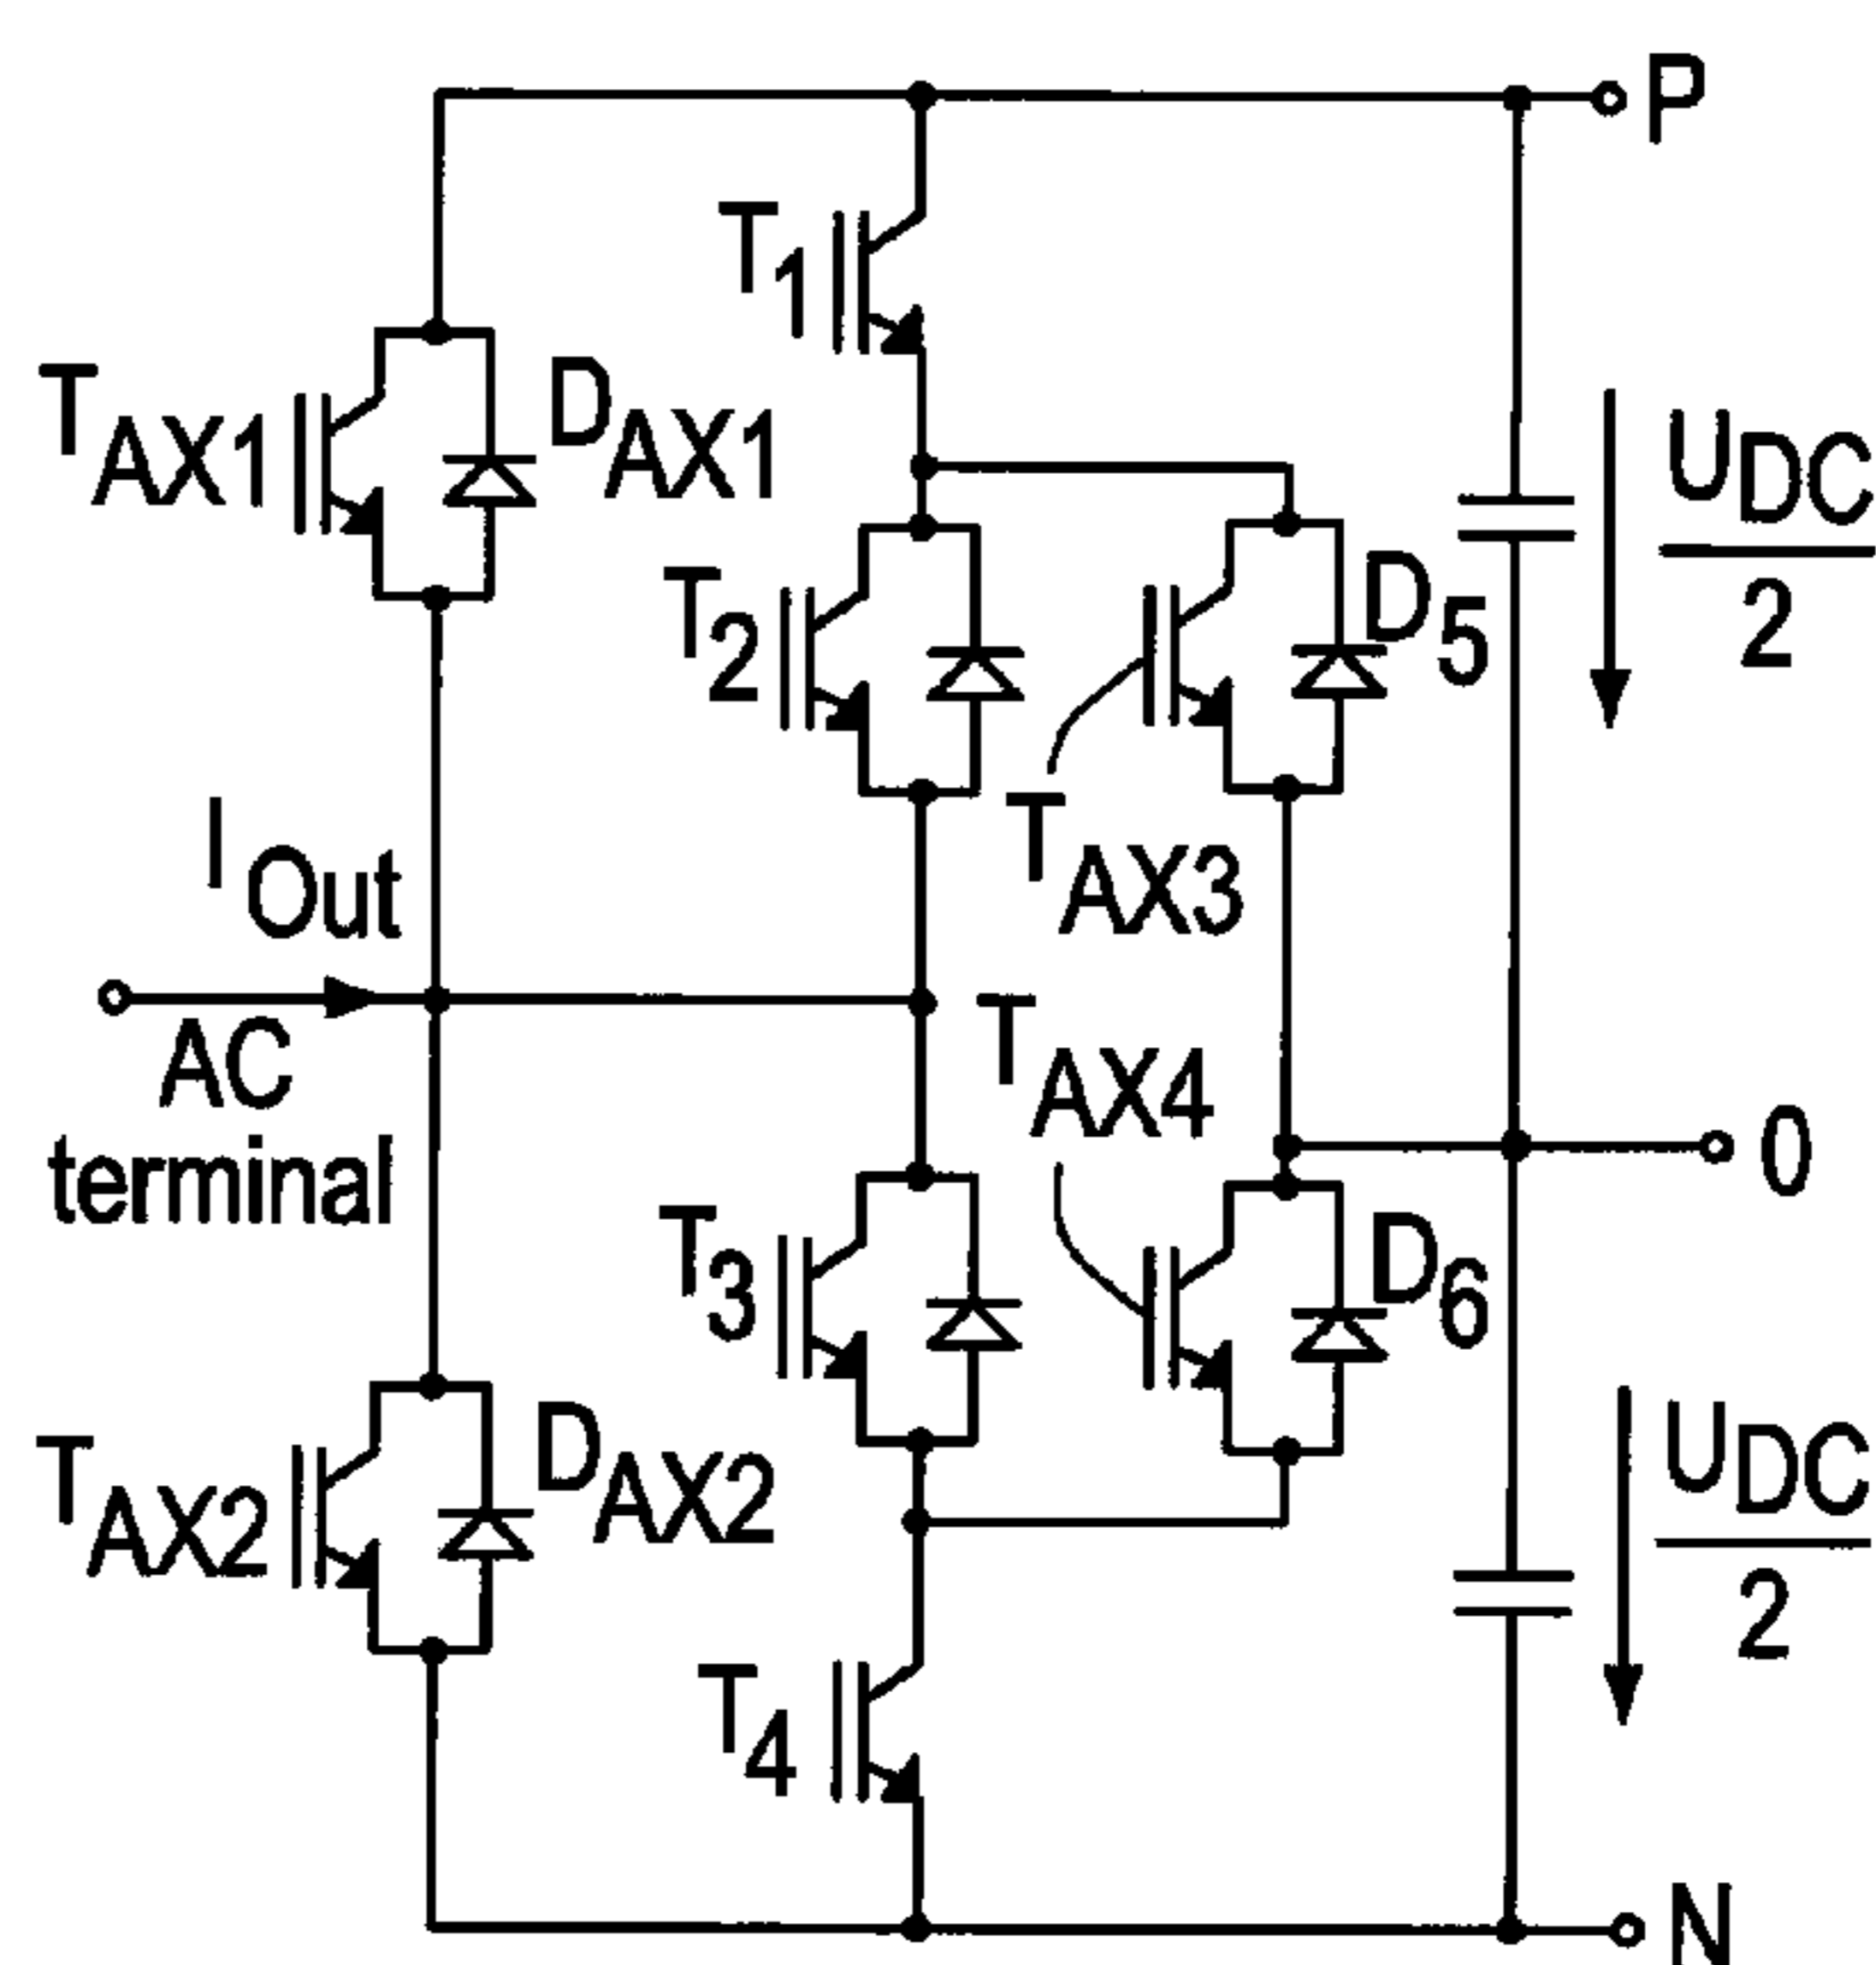 P
T1
TAX1
DAX1
UDC
2
T2
D5
TAX3
IOut
AC
terminal
TAX4
0
T3
D6
TAX2
DAX2
UDC
2
T4
N